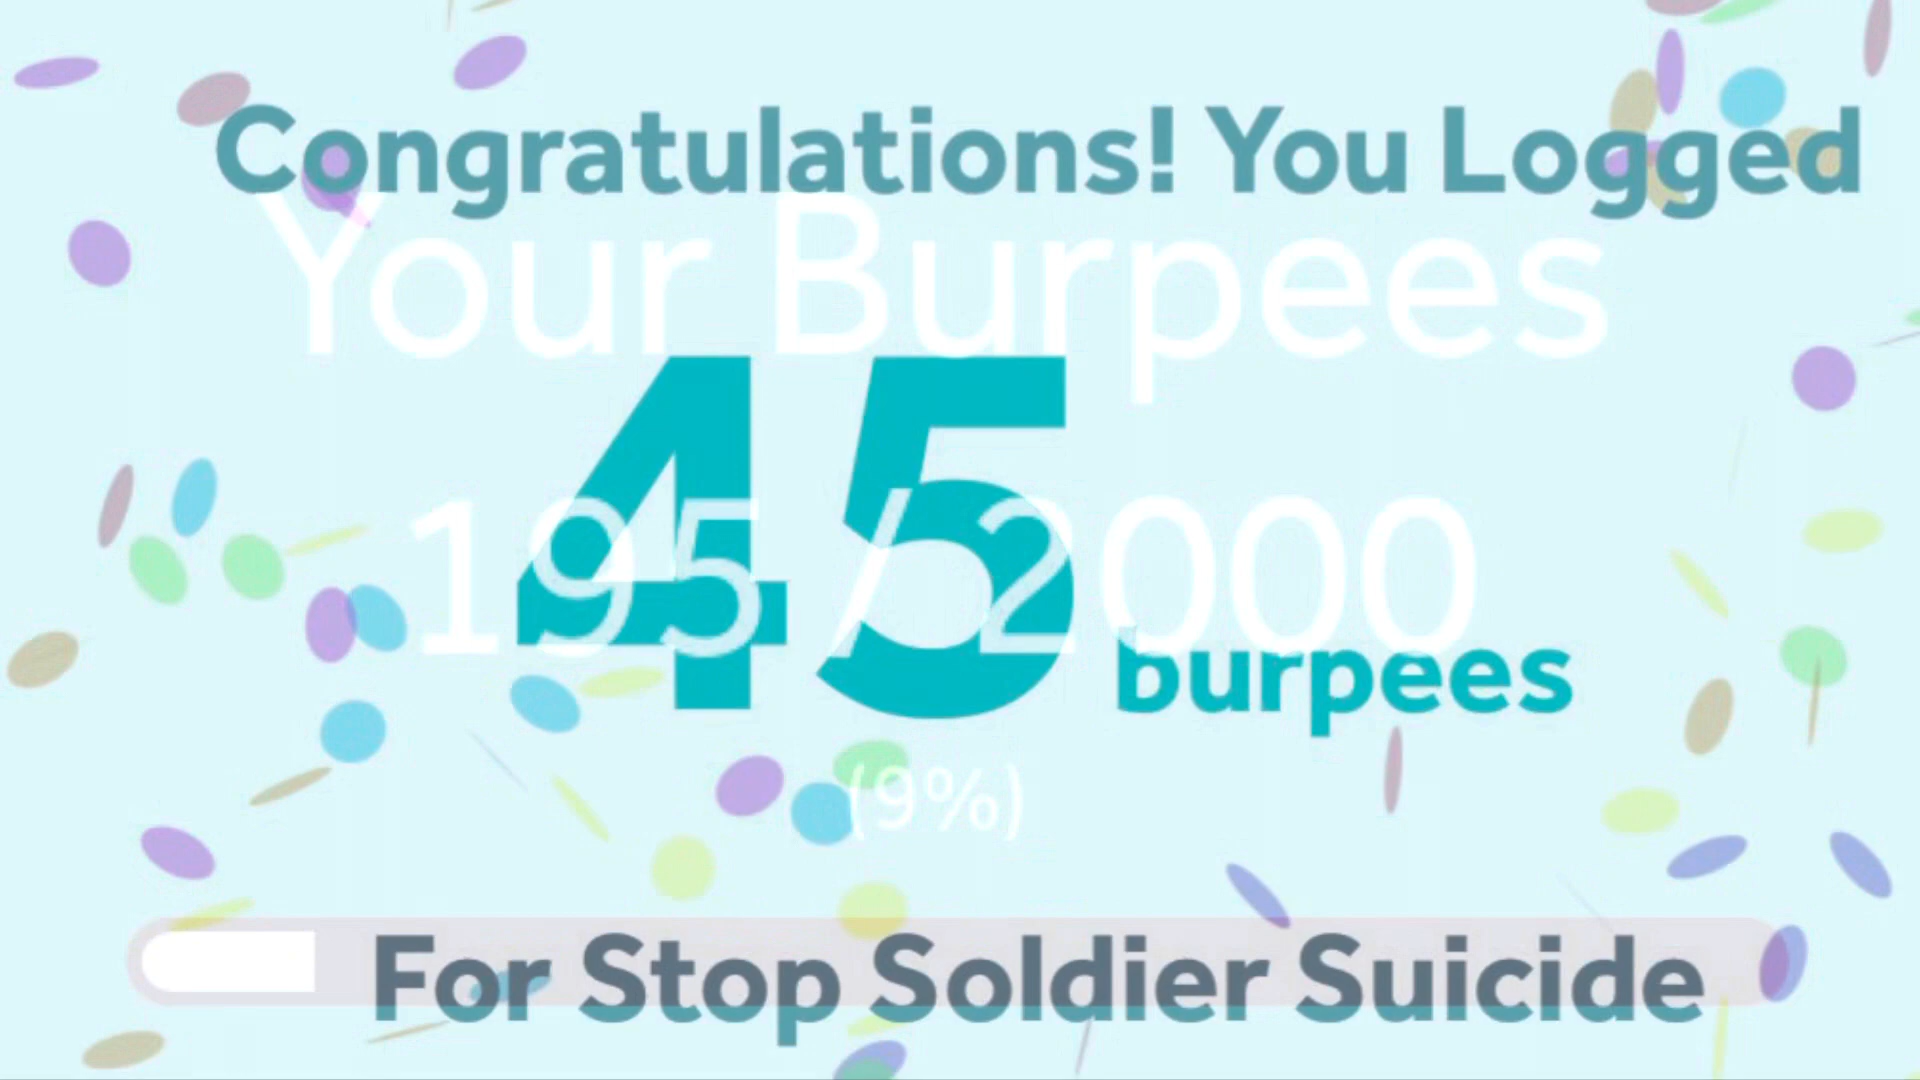 Congratulations! You Logged
Your Burpees
45 burpees
195 / 2000
(9%)
For Stop Soldier Suicide